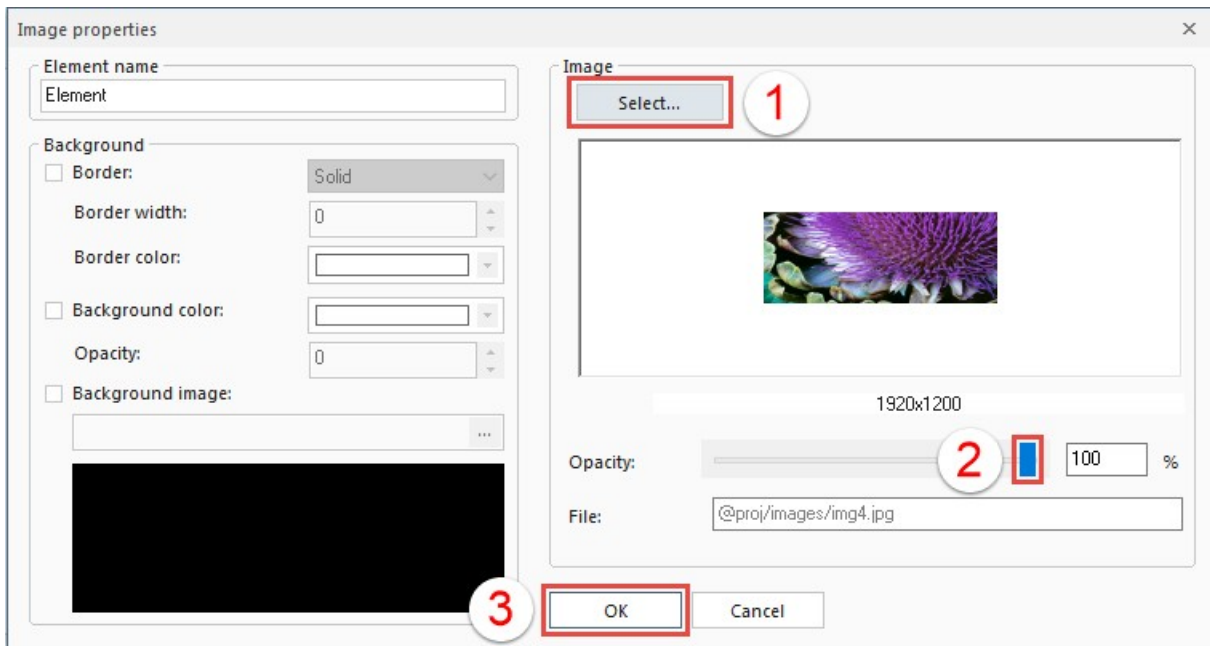 Image properties
Element name
Element
Background
Border:
Solid
Border width:
0
Border color:
Background color:
Opacity:
0
Background image:
...
Image
Select...
1
1920x1200
Opacity:
2
100
%
File:
@proj/images/img4.jpg
3
OK
Cancel